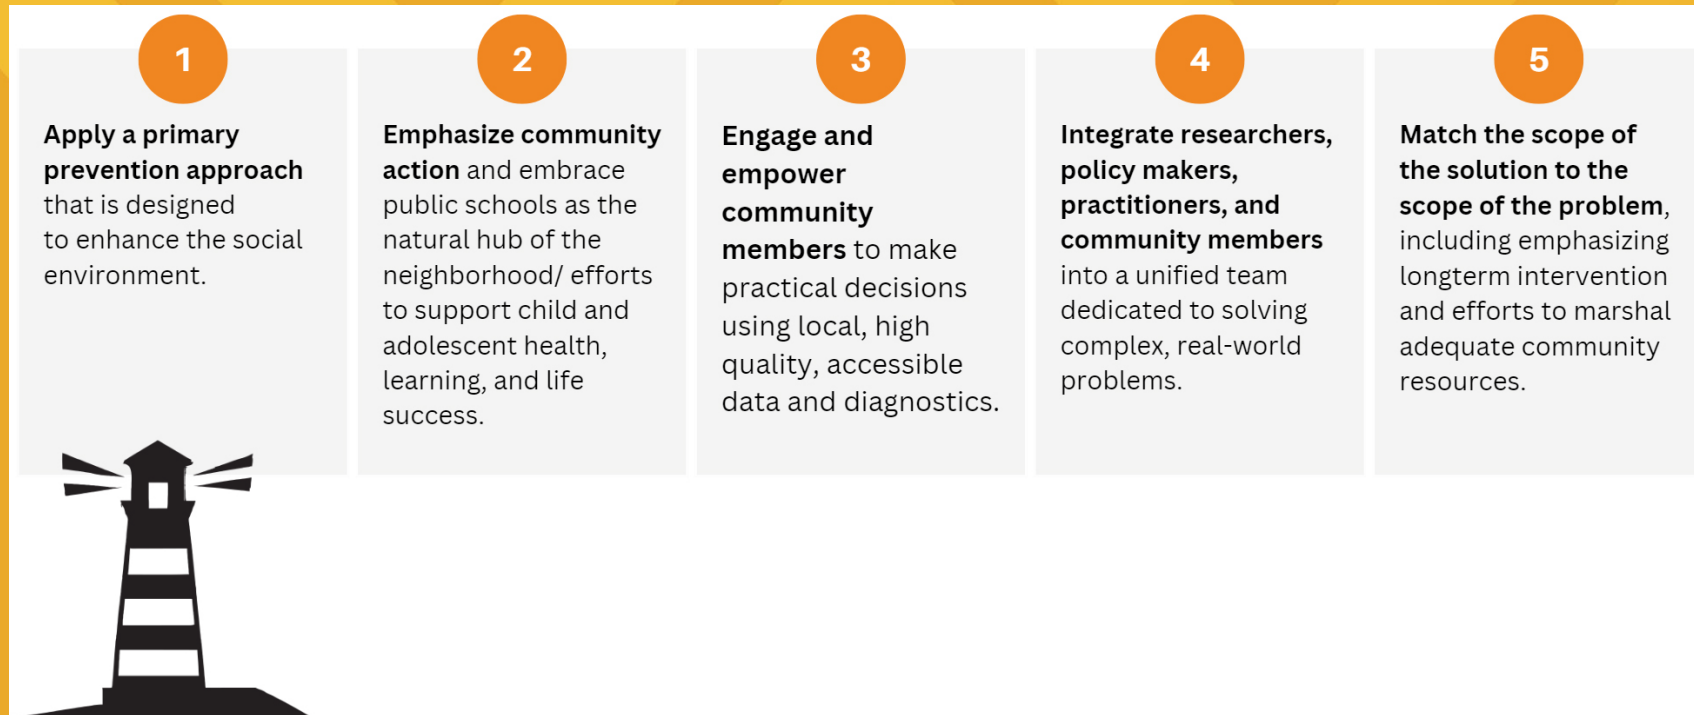 1
Apply a primary
prevention approach
that is designed
to enhance the social
environment.
2
Emphasize community
action and embrace
public schools as the
natural hub of the
neighborhood/ efforts
to support child and
adolescent health,
learning, and life
success.
3
Engage and
empower
community
members to make
practical decisions
using local, high
quality, accessible
data and diagnostics.
4
Integrate researchers,
policy makers,
practitioners, and
community members
into a unified team
dedicated to solving
complex, real-world
problems.
5
Match the scope of
the solution to the
scope of the problem,
including emphasizing
longterm intervention
and efforts to marshal
adequate community
resources.